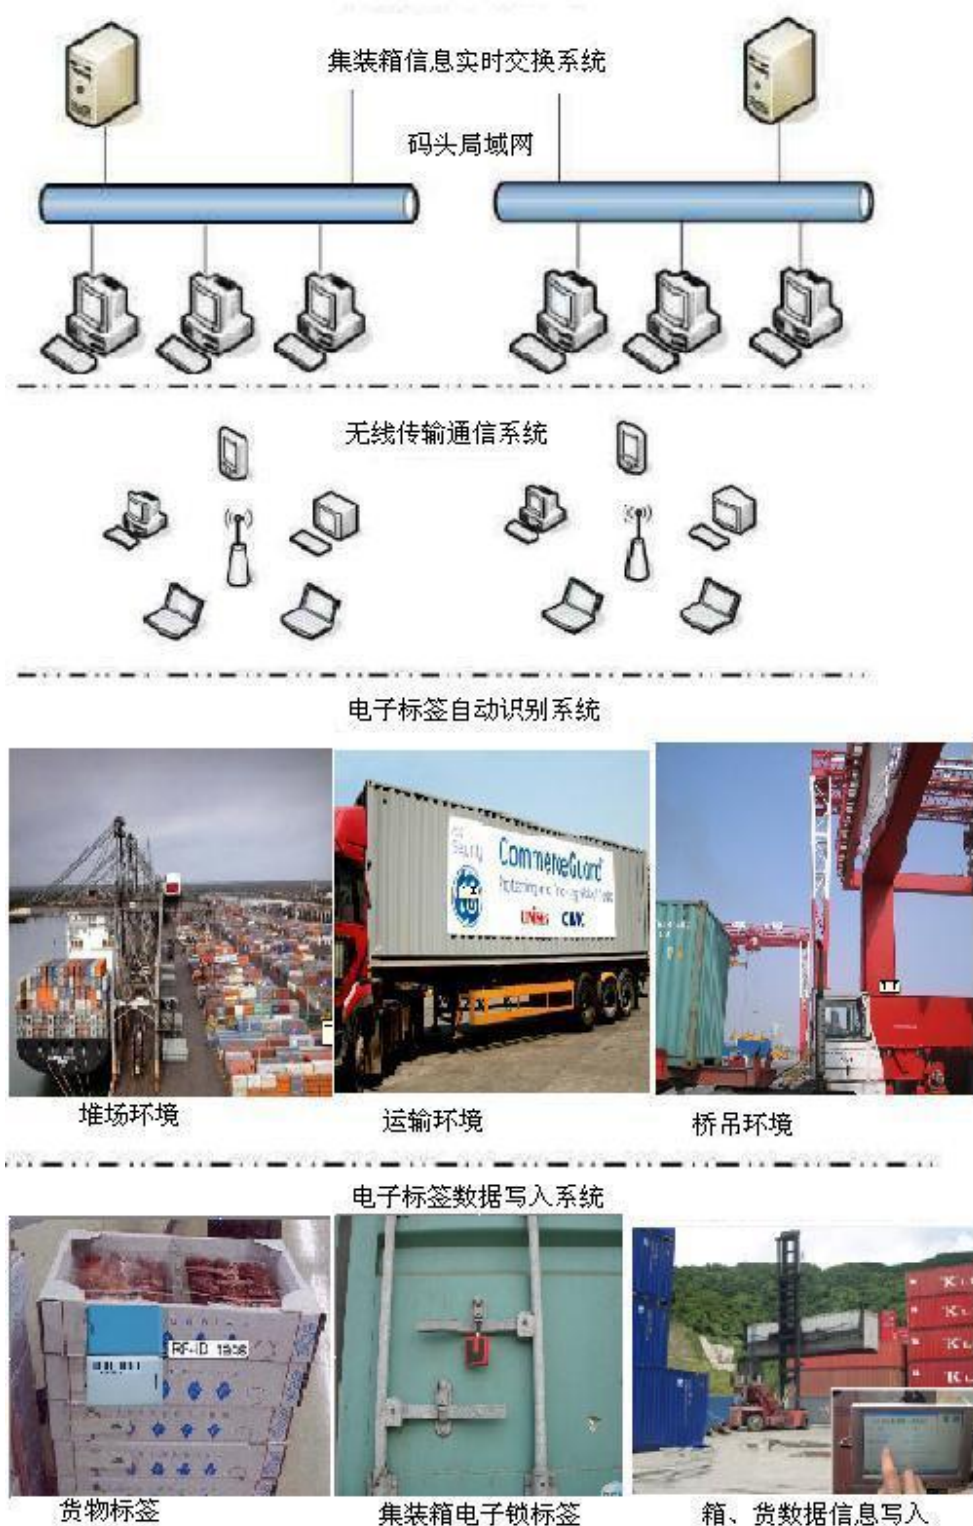 集装箱信息实时交换系统
码头局域网
无线传输通信系统
电子标签自动识别系统
Security
CommerceGuard
堆场环境
运输环境
桥吊环境
电子标签数据写入系统
RFID Tags
货物标签
集装箱电子锁标签
箱、货数据信息写入